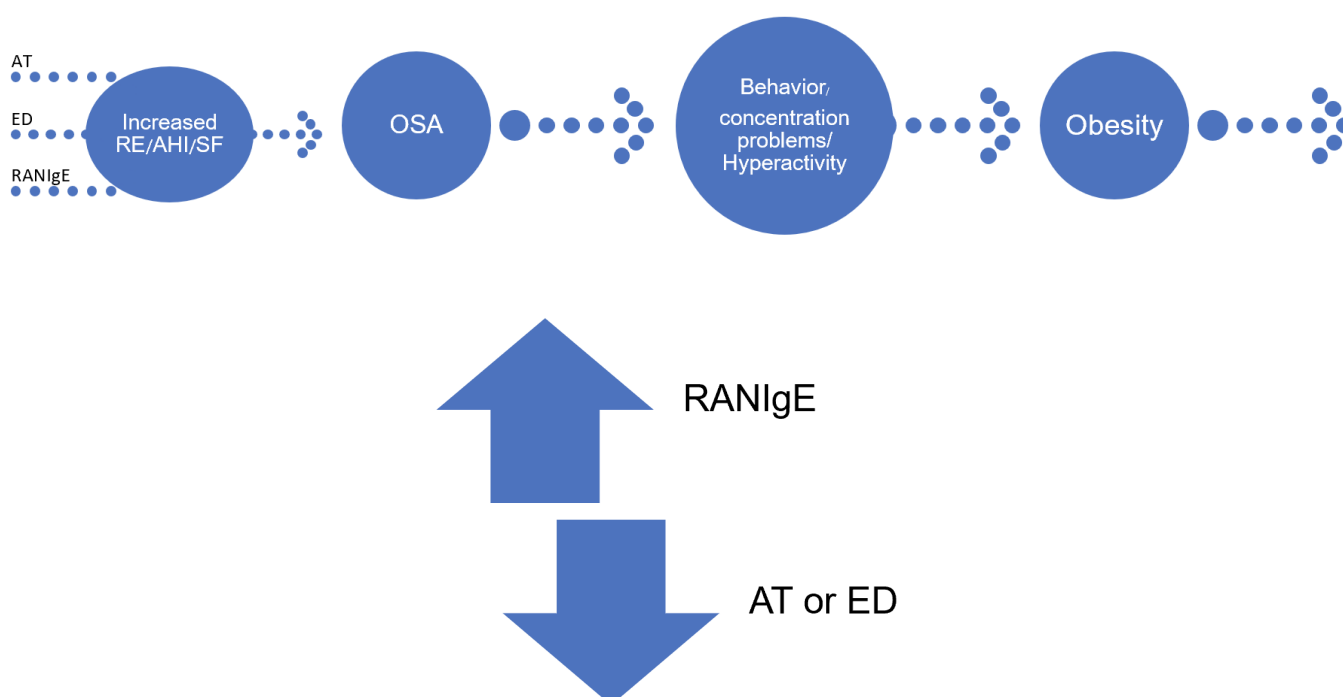 AT
ED
RANIgE
Increased
RE/AHI/SF
OSA
Behavior/
concentration
problems/
Hyperactivity
Obesity
RANIgE
AT or ED